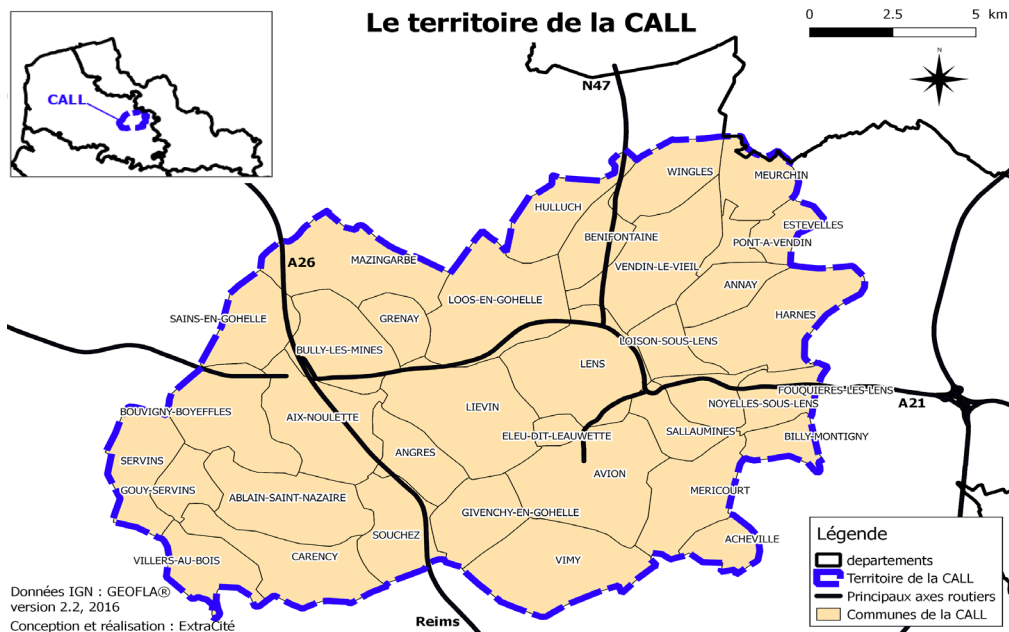 Le territoire de la CALL
0 2.5 5 km
N
CALL
N47
WINGLES
MEURCHIN
HULLUCH
ESTEVELLES
BENIFONTAINE
PONT-A-VENDIN
MAZINGARBE
A26
VENDIN-LE-VIEIL
ANNAY
LOOS-EN-GOHELLE
SAINS-EN-GOHELLE
GRENAY
HARNES
BULLY-LES-MINES
LOISON-SOUS-LENS
LENS
FOUQUIERES-LES-LENS
NOYELLES-SOUS-LENS
A21
BOUVIGNY-BOYEFFLES
AIX-NOULETTE
LIEVIN
ELEU-DIT-LEAUWETTE
SALLAUMINES
BILLY-MONTIGNY
ANGRES
SERVINS
AVION
GOUY-SERVINS
ABLAIN-SAINT-NAZAIRE
MERICOURT
GIVENCHY-EN-GOHELLE
SOUCHEZ
ACHEVILLE
VILLERS-AU-BOIS
CARENCY
VIMY
Reims
Légende
departements
Territoire de la CALL
Principaux axes routiers
Communes de la CALL
Données IGN : GEOFLA®
version 2.2, 2016
Conception et réalisation : ExtraCité